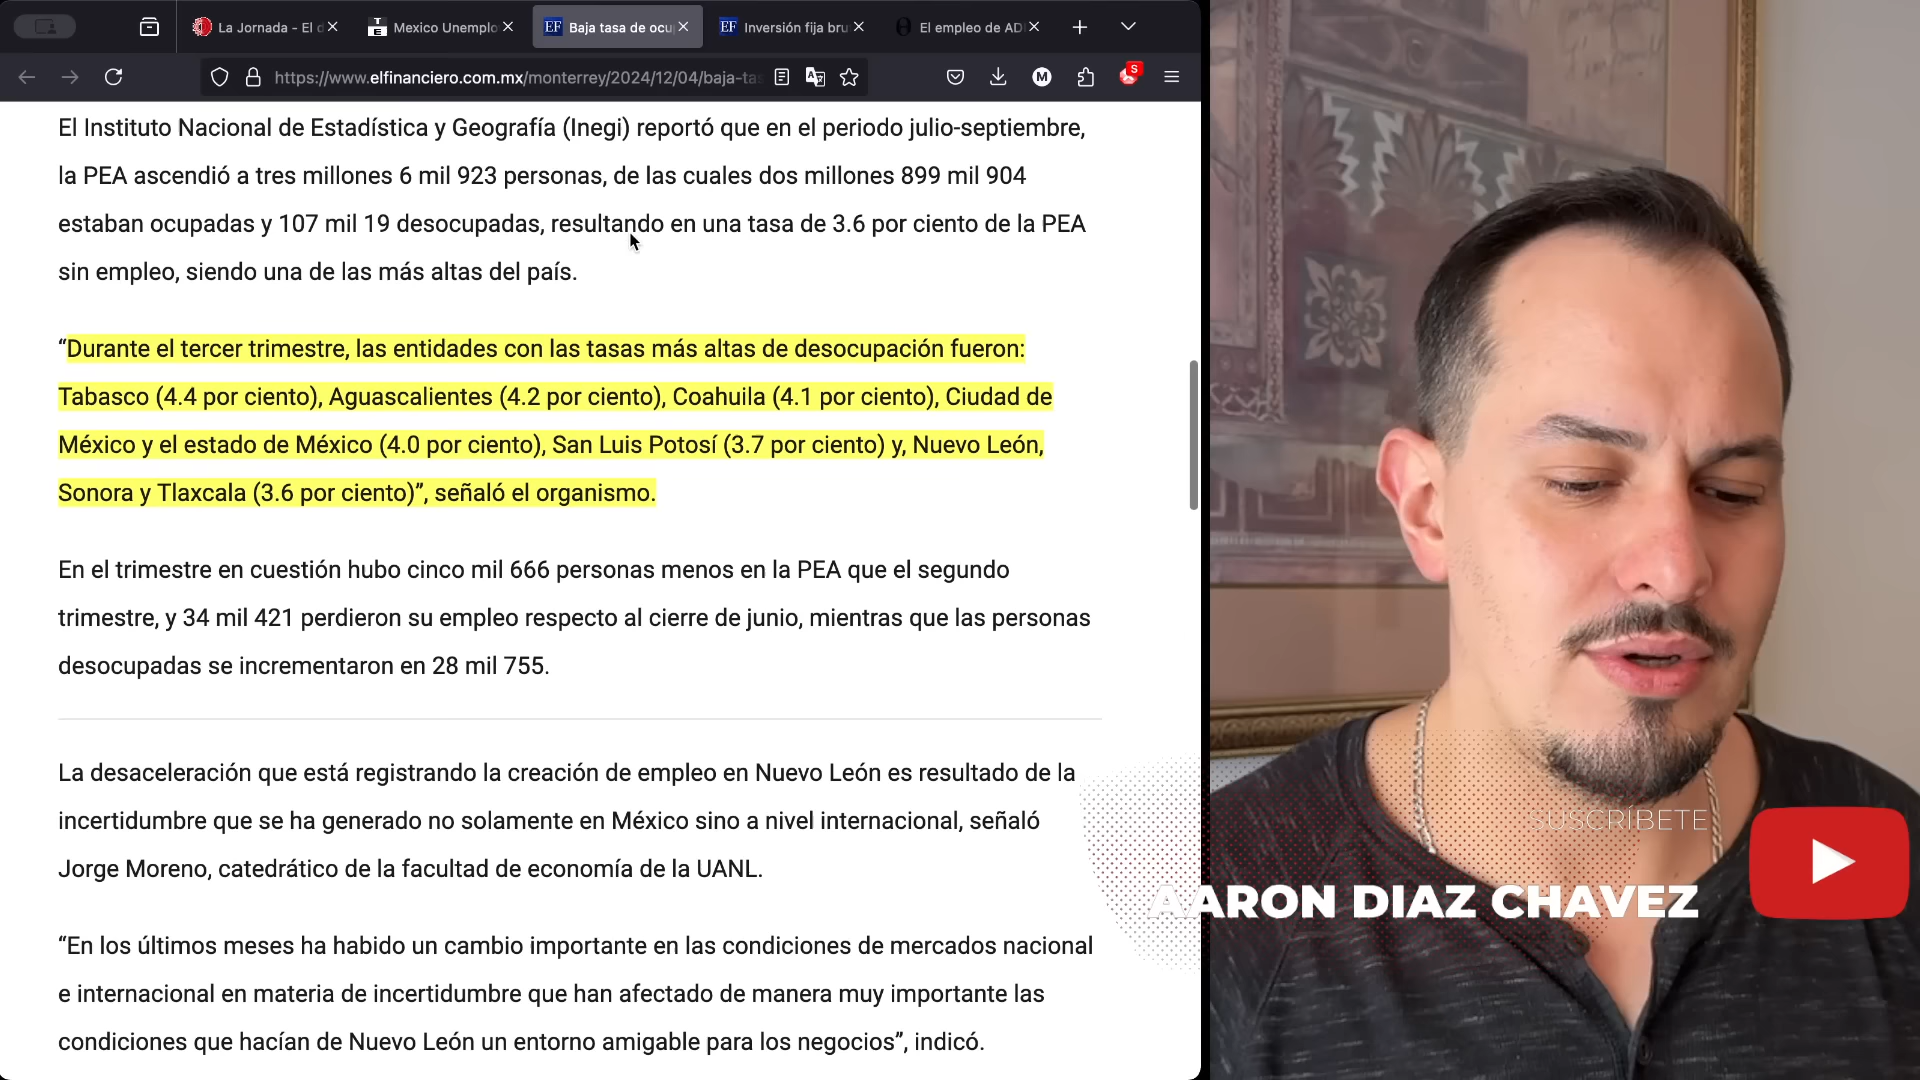 La Jornada - El d
Mexico Unemplo
Baja tasa de ocu
Inversión fija bru
El empleo de AD
https://www.elfinanciero.com.mx/monterrey/2024/12/04/baja-tas
M
S
El Instituto Nacional de Estadística y Geografía (Inegi) reportó que en el periodo julio-septiembre,
la PEA ascendió a tres millones 6 mil 923 personas, de las cuales dos millones 899 mil 904
estaban ocupadas y 107 mil 19 desocupadas, resultando en una tasa de 3.6 por ciento de la PEA
sin empleo, siendo una de las más altas del país.
“Durante el tercer trimestre, las entidades con las tasas más altas de desocupación fueron:
Tabasco (4.4 por ciento), Aguascalientes (4.2 por ciento), Coahuila (4.1 por ciento), Ciudad de
México y el estado de México (4.0 por ciento), San Luis Potosí (3.7 por ciento) y, Nuevo León,
Sonora y Tlaxcala (3.6 por ciento)”, señaló el organismo.
En el trimestre en cuestión hubo cinco mil 666 personas menos en la PEA que el segundo
trimestre, y 34 mil 421 perdieron su empleo respecto al cierre de junio, mientras que las personas
desocupadas se incrementaron en 28 mil 755.
La desaceleración que está registrando la creación de empleo en Nuevo León es resultado de la
incertidumbre que se ha generado no solamente en México sino a nivel internacional, señaló
Jorge Moreno, catedrático de la facultad de economía de la UANL.
“En los últimos meses ha habido un cambio importante en las condiciones de mercados nacional
e internacional en materia de incertidumbre que han afectado de manera muy importante las
condiciones que hacían de Nuevo León un entorno amigable para los negocios”, indicó.
SUSCRÍBETE
AARON DIAZ CHAVEZ